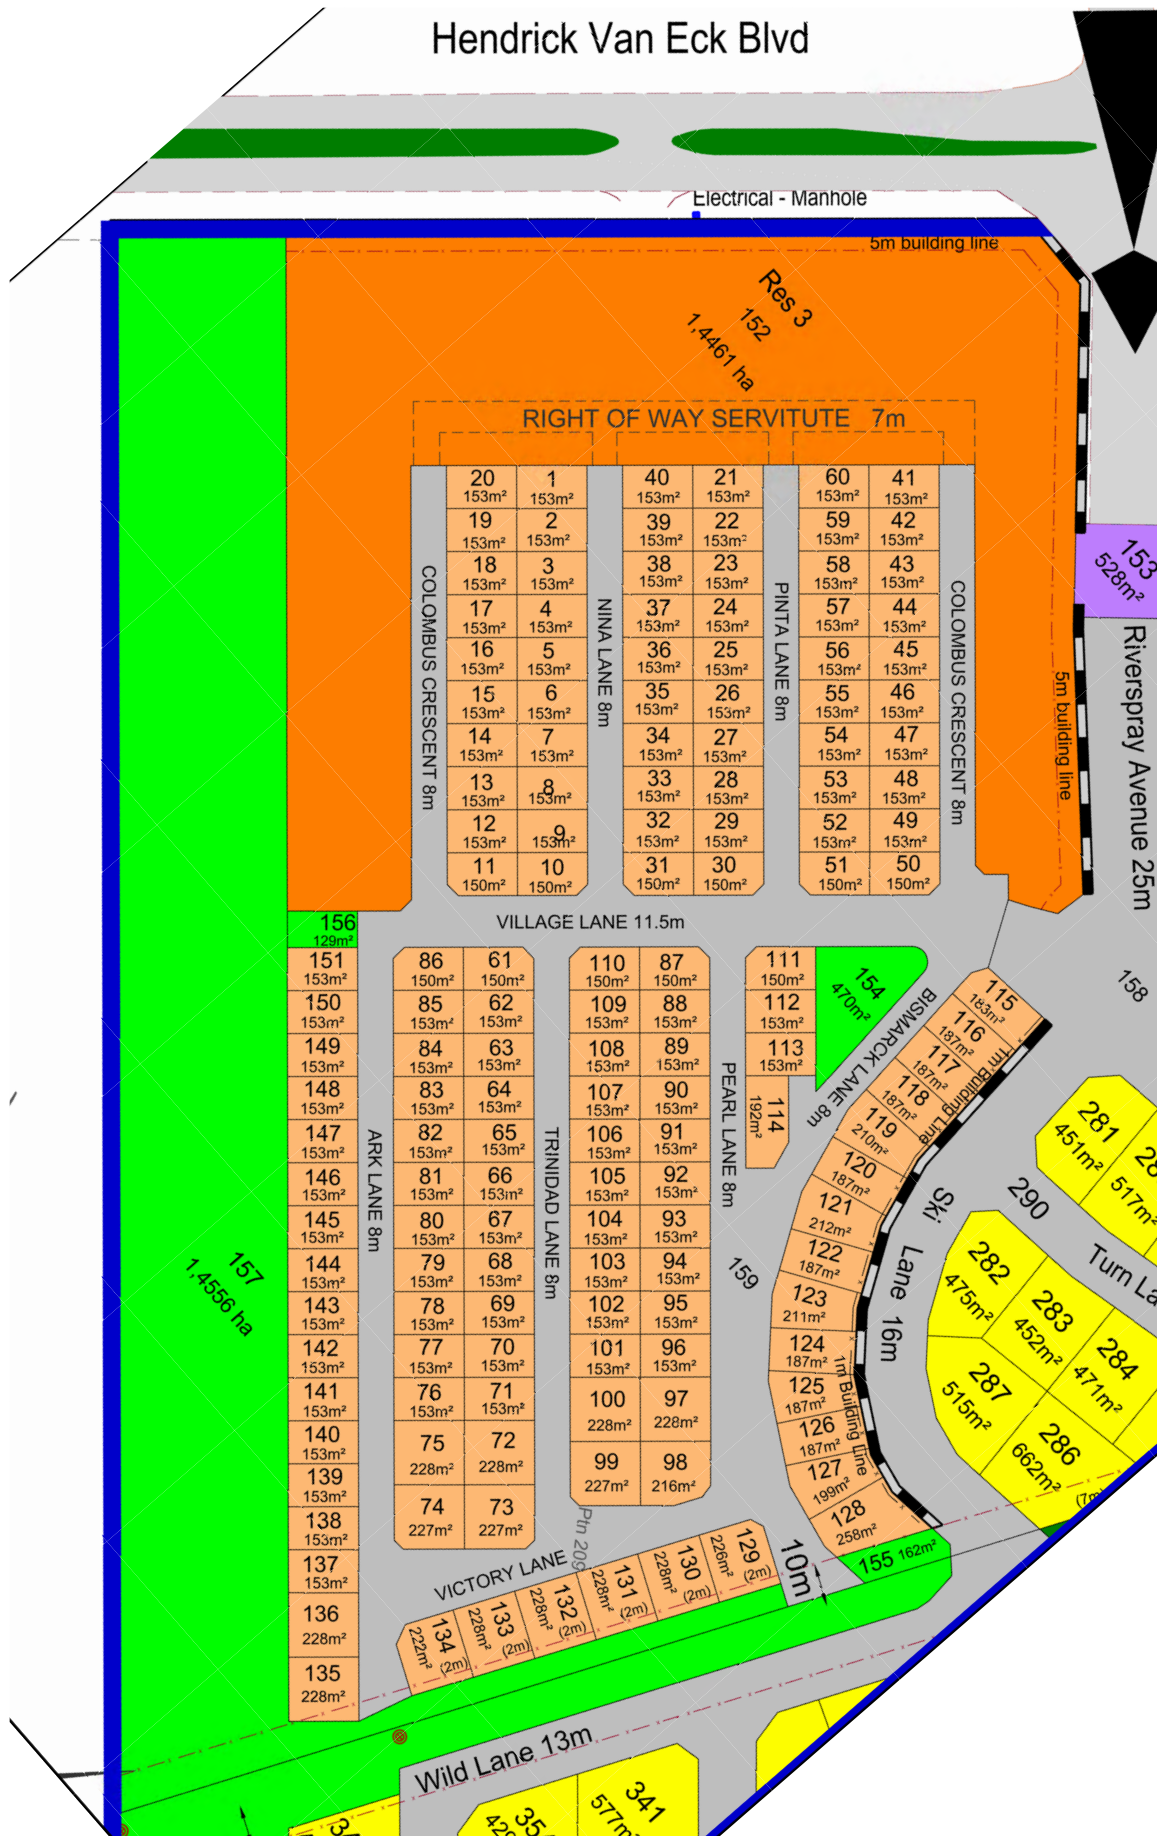 Hendrick Van Eck Blvd
Electrical - Manhole
5m building line
Res 3
152
1,4461 ha
RIGHT OF WAY SERVITUTE 7m
20 153m² 1 153m² 40 153m² 21 153m² 60 153m² 41 153m²
19 153m² 2 153m² 39 153m² 22 153m² 59 153m² 42 153m²
18 153m² 3 153m² 38 153m² 23 153m² 58 153m² 43 153m²
17 153m² 4 153m² 37 153m² 24 153m² 57 153m² 44 153m²
16 153m² 5 153m² 36 153m² 25 153m² 56 153m² 45 153m²
15 153m² 6 153m² 35 153m² 26 153m² 55 153m² 46 153m²
14 153m² 7 153m² 34 153m² 27 153m² 54 153m² 47 153m²
13 153m² 8 153m² 33 153m² 28 153m² 53 153m² 48 153m²
12 153m² 9 153m² 32 153m² 29 153m² 52 153m² 49 153m²
11 150m² 10 150m² 31 150m² 30 150m² 51 150m² 50 150m²
COLOMBUS CRESCENT 8m
NINA LANE 8m
PINTA LANE 8m
COLOMBUS CRESCENT 8m
5m building line
153
528m²
Riverspray Avenue 25m
156
129m²
VILLAGE LANE 11.5m
151 153m²
150 153m²
149 153m²
148 153m²
147 153m²
146 153m²
145 153m²
144 153m²
143 153m²
142 153m²
141 153m²
140 153m²
139 153m²
138 153m²
137 153m²
136 228m²
135 228m²
ARK LANE 8m
86 150m² 61 150m²
85 153m² 62 153m²
84 153m² 63 153m²
83 153m² 64 153m²
82 153m² 65 153m²
81 153m² 66 153m²
80 153m² 67 153m²
79 153m² 68 153m²
78 153m² 69 153m²
77 153m² 70 153m²
76 153m² 71 153m²
75 228m² 72 228m²
74 227m² 73 227m²
TRINIDAD LANE 8m
110 150m² 87 150m²
109 153m² 88 153m²
108 153m² 89 153m²
107 153m² 90 153m²
106 153m² 91 153m²
105 153m² 92 153m²
104 153m² 93 153m²
103 153m² 94 153m²
102 153m² 95 153m²
101 153m² 96 153m²
100 228m² 97 228m²
99 227m² 98 216m²
PEARL LANE 8m
111 150m²
112 153m²
113 153m²
114 192m²
154
470m²
BISMARCK LANE 8m
115 183m²
116 187m²
117 187m²
118 187m²
119 210m²
120 187m²
121 212m²
122 187m²
123 211m²
124 187m²
125 187m²
126 187m²
127 199m²
128 258m²
1m Building Line
1m Building Line
158
159
157
1,4556 ha
Ski Lane 16m
281 451m²
517m²
290
Turn La
282 475m²
283 452m²
284 471m²
287 515m²
286 662m²
(7m)
155 162m²
10m
Ptn 209
VICTORY LANE
129 226m² (2m)
130 228m² (2m)
131 228m² (2m)
132 228m² (2m)
133 228m² (2m)
134 222m² (2m)
Wild Lane 13m
341
577m²